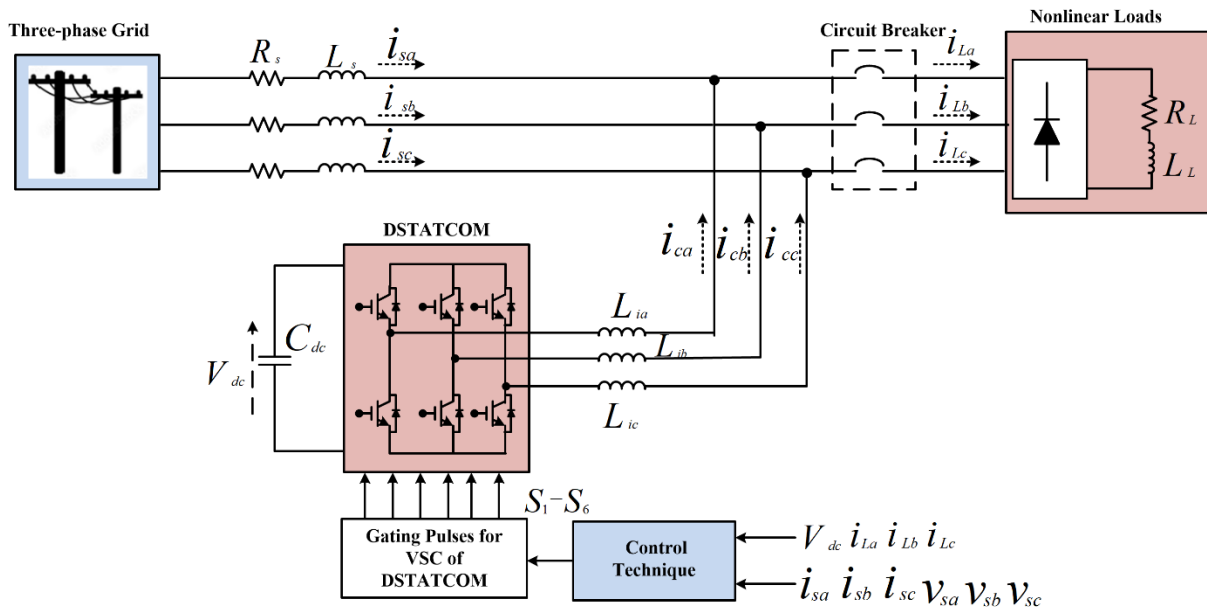 Three-phase Grid
R s
L s
i sa
Circuit Breaker
i La
Nonlinear Loads
i sb
i Lb
R L
i sc
i Lc
L L
DSTATCOM
i ca
i cb
i cc
L ia
C dc
V dc
L ib
L ic
S1-S6
Gating Pulses for
VSC of
DSTATCOM
Control
Technique
V dc i La i Lb i Lc
i sa i sb i sc v sa v sb v sc